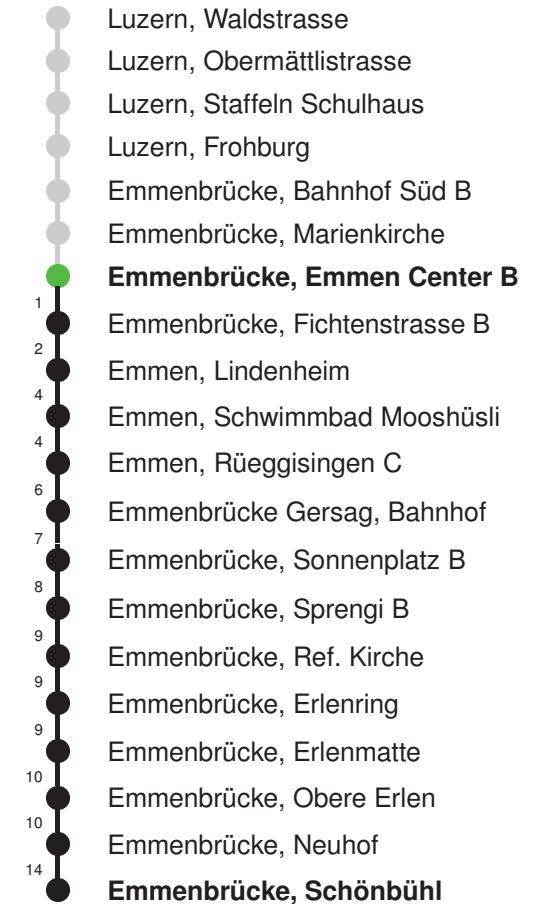 Luzern, Waldstrasse
Luzern, Obermättlistrasse
Luzern, Staffeln Schulhaus
Luzern, Frohburg
Emmenbrücke, Bahnhof Süd B
Emmenbrücke, Marienkirche
Emmenbrücke, Emmen Center B
1 Emmenbrücke, Fichtenstrasse B
2 Emmen, Lindenheim
4 Emmen, Schwimmbad Mooshüsli
4 Emmen, Rüeggisingen C
6 Emmenbrücke Gersag, Bahnhof
7 Emmenbrücke, Sonnenplatz B
8 Emmenbrücke, Sprengi B
9 Emmenbrücke, Ref. Kirche
9 Emmenbrücke, Erlenring
9 Emmenbrücke, Erlenmatte
10 Emmenbrücke, Obere Erlen
10 Emmenbrücke, Neuhof
14 Emmenbrücke, Schönbühl